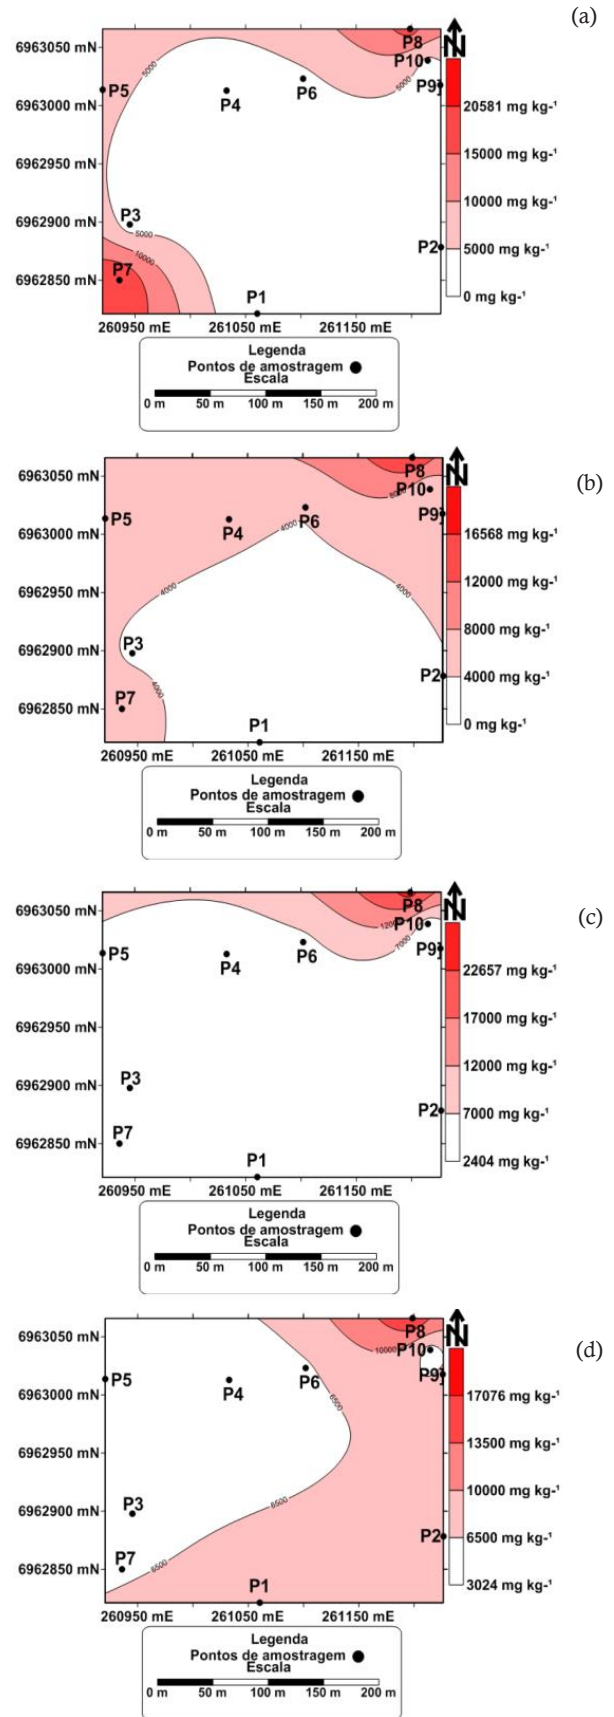 (a)
6963050 mN
6963000 mN
6962950 mN
6962900 mN
6962850 mN
P8
P10
P9
P5
P4
P6
P3
P2
P7
P1
5000
5000
5000
10000
N
20581 mg kg-¹
15000 mg kg-¹
10000 mg kg-¹
5000 mg kg-¹
0 mg kg-¹
260950 mE 261050 mE 261150 mE
Legenda
Pontos de amostragem
Escala
0 m 50 m 100 m 150 m 200 m
(b)
6963050 mN
6963000 mN
6962950 mN
6962900 mN
6962850 mN
P8
P10
P9
P5
P4
P6
P3
P2
P7
P1
4000
4000
4000
4000
N
16568 mg kg-¹
12000 mg kg-¹
8000 mg kg-¹
4000 mg kg-¹
0 mg kg-¹
260950 mE 261050 mE 261150 mE
Legenda
Pontos de amostragem
Escala
0 m 50 m 100 m 150 m 200 m
(c)
6963050 mN
6963000 mN
6962950 mN
6962900 mN
6962850 mN
P8
P10
P9
P5
P4
P6
P3
P2
P7
P1
7000
N
22657 mg kg-¹
17000 mg kg-¹
12000 mg kg-¹
7000 mg kg-¹
2404 mg kg-¹
260950 mE 261050 mE 261150 mE
Legenda
Pontos de amostragem
Escala
0 m 50 m 100 m 150 m 200 m
(d)
6963050 mN
6963000 mN
6962950 mN
6962900 mN
6962850 mN
P8
P10
P9
P5
P4
P6
P3
P2
P7
P1
10000
6500
6500
6500
N
17076 mg kg-¹
13500 mg kg-¹
10000 mg kg-¹
6500 mg kg-¹
3024 mg kg-¹
260950 mE 261050 mE 261150 mE
Legenda
Pontos de amostragem
Escala
0 m 50 m 100 m 150 m 200 m